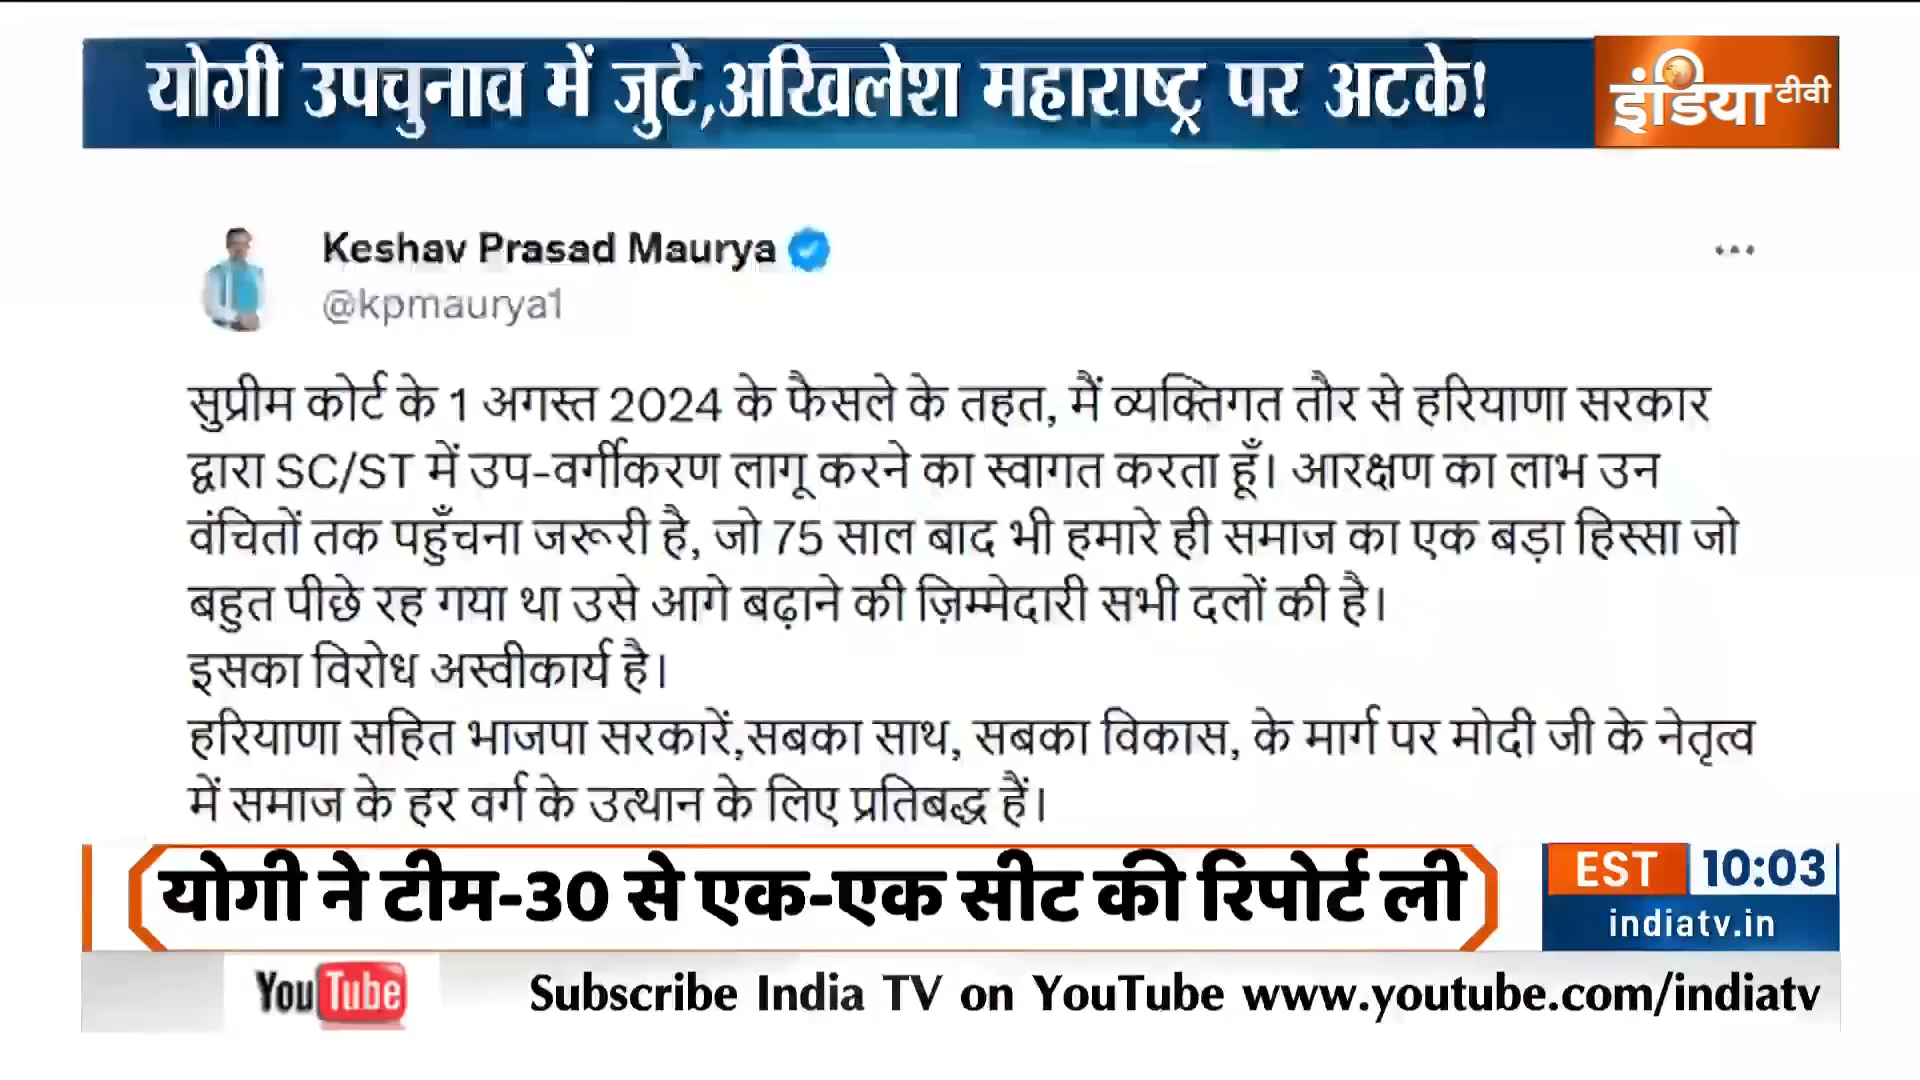 योगी उपचुनाव में जुटे,अखिलेश महाराष्ट्र पर अटके!
इंडिया टीवी
Keshav Prasad Maurya
@kpmaurya1
सुप्रीम कोर्ट के 1 अगस्त 2024 के फैसले के तहत, मैं व्यक्तिगत तौर से हरियाणा सरकार
द्वारा SC/ST में उप-वर्गीकरण लागू करने का स्वागत करता हूँ। आरक्षण का लाभ उन
वंचितों तक पहुँचना जरूरी है, जो 75 साल बाद भी हमारे ही समाज का एक बड़ा हिस्सा जो
बहुत पीछे रह गया था उसे आगे बढ़ाने की ज़िम्मेदारी सभी दलों की है।
इसका विरोध अस्वीकार्य है।
हरियाणा सहित भाजपा सरकारें,सबका साथ, सबका विकास, के मार्ग पर मोदी जी के नेतृत्व
में समाज के हर वर्ग के उत्थान के लिए प्रतिबद्ध हैं।
योगी ने टीम-30 से एक-एक सीट की रिपोर्ट ली
EST 10:03
indiatv.in
YouTube Subscribe India TV on YouTube www.youtube.com/indiatv